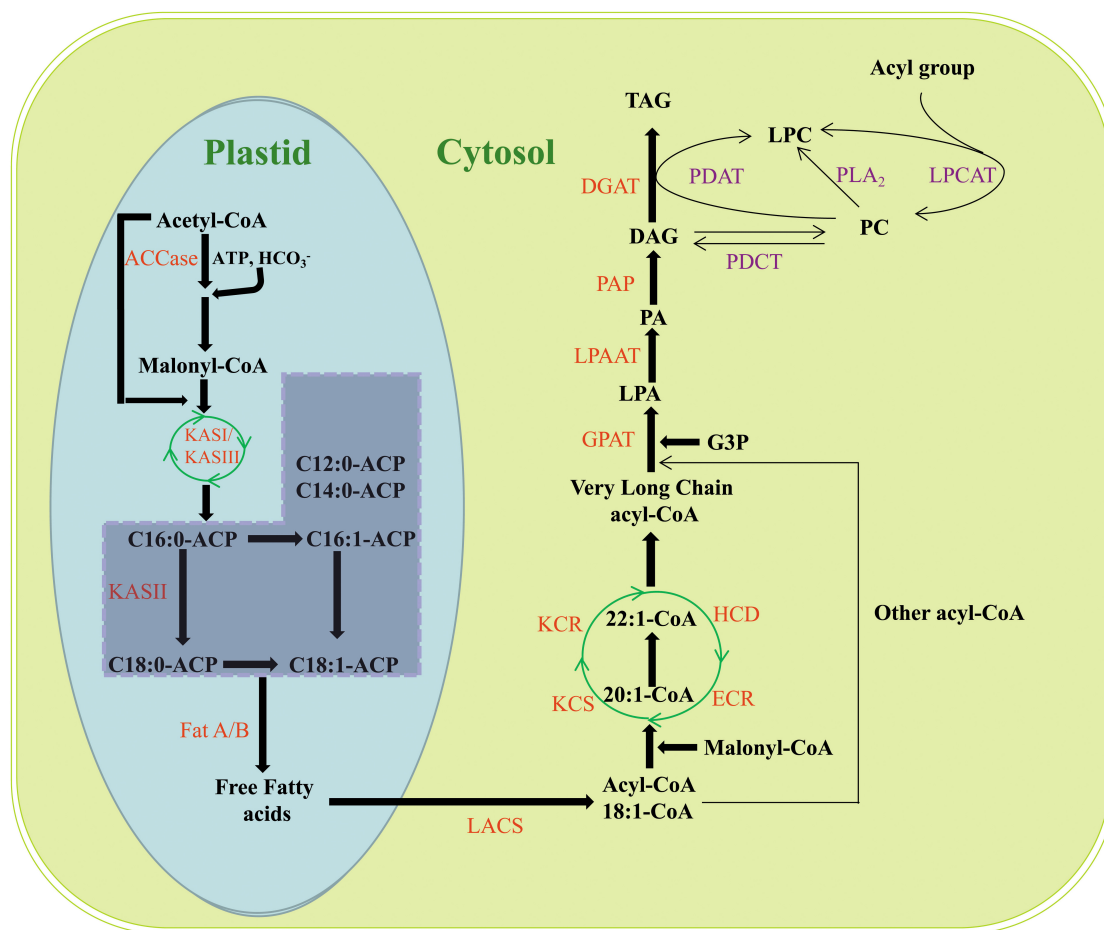 Plastid
Acetyl-CoA
ACCase
ATP, HCO₃⁻
Malonyl-CoA
KASI/
KASIII
C12:0-ACP
C14:0-ACP
C16:0-ACP
C16:1-ACP
KASII
C18:0-ACP
C18:1-ACP
Fat A/B
Free Fatty
acids
LACS
Cytosol
Acyl group
TAG
LPC
DGAT
PDAT
PLA₂
LPCAT
DAG
PC
PDCT
PAP
PA
LPAAT
LPA
GPAT
G3P
Very Long Chain
acyl-CoA
Other acyl-CoA
KCR
22:1-CoA
HCD
KCS
20:1-CoA
ECR
Malonyl-CoA
Acyl-CoA
18:1-CoA